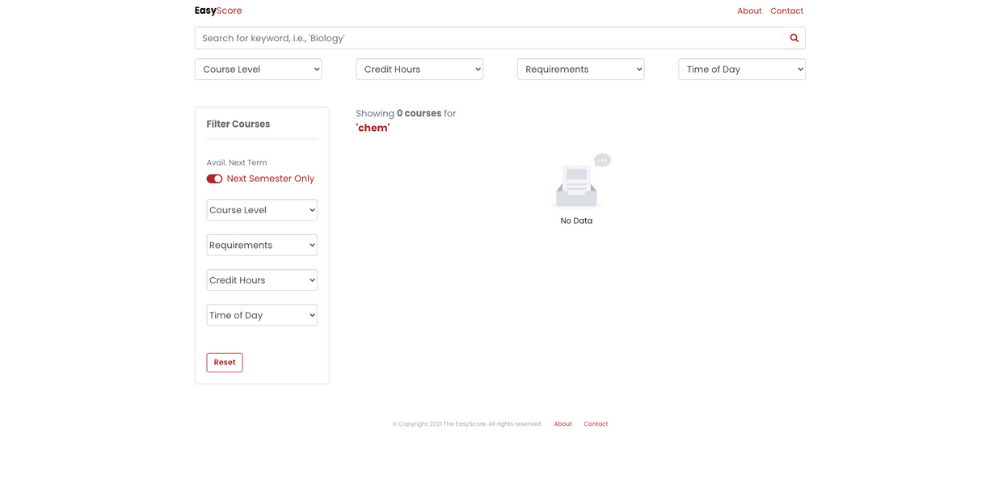 EasyScore
About Contact
Search for keyword, i.e., 'Biology'
Course Level Credit Hours Requirements Time of Day
Filter Courses
Avail. Next Term
Next Semester Only
Course Level
Requirements
Credit Hours
Time of Day
Reset
Showing 0 courses for
'chem'
No Data
© Copyright 2021 The EasyScore. All rights reserved. About Contact